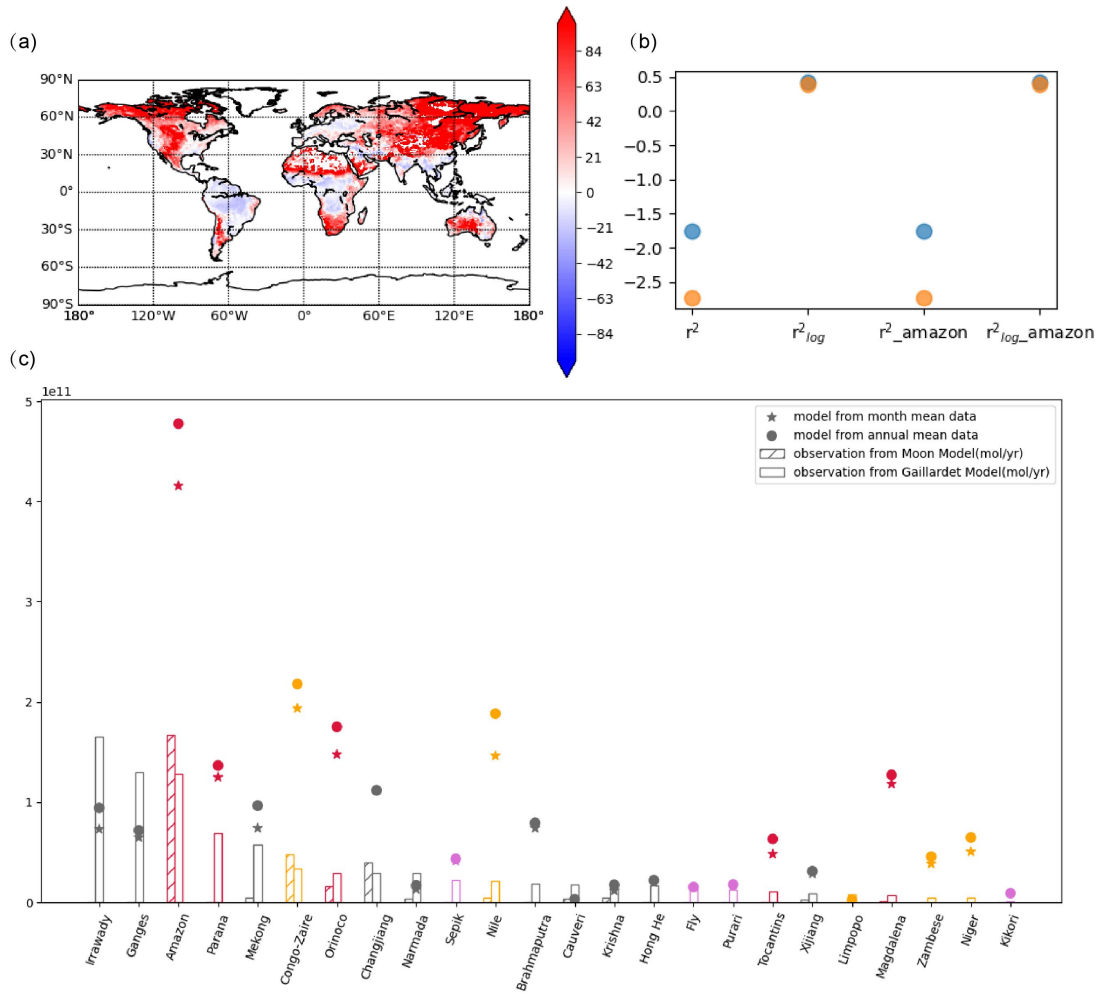 (a)
90°N
60°N
30°N
0°
30°S
60°S
90°S
180°
120°W
60°W
0°
60°E
120°E
180°
84
63
42
21
0
−21
−42
−63
−84
(b)
0.5
0.0
−0.5
−1.0
−1.5
−2.0
−2.5
r²
r²log
r²_amazon
r²log_amazon
(c)
1e11
5
4
3
2
1
0
model from month mean data
model from annual mean data
observation from Moon Model(mol/yr)
observation from Gaillardet Model(mol/yr)
Irrawady
Ganges
Amazon
Parana
Mekong
Congo-Zaire
Orinoco
Changjiang
Narmada
Sepik
Nile
Brahmaputra
Cauveri
Krishna
Hong He
Fly
Purari
Tocantins
Xijiang
Limpopo
Magdalena
Zambese
Niger
Kikori